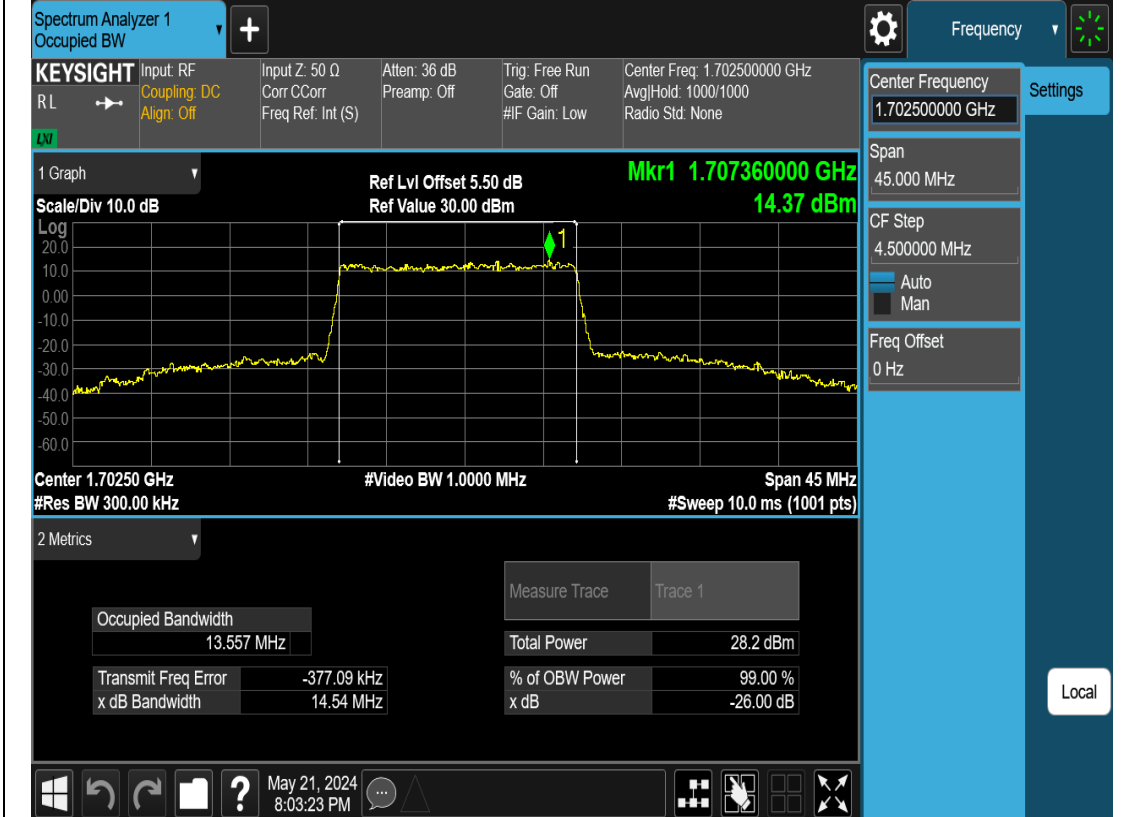 Spectrum Analyzer 1
Occupied BW
Frequency
KEYSIGHT
RL
LXI
Input: RF
Coupling: DC
Align: Off
Input Z: 50 Ω
Corr CCorr
Freq Ref: Int (S)
Atten: 36 dB
Preamp: Off
Trig: Free Run
Gate: Off
#IF Gain: Low
Center Freq: 1.702500000 GHz
Avg|Hold: 1000/1000
Radio Std: None
Center Frequency
1.702500000 GHz
Settings
Span
45.000 MHz
CF Step
4.500000 MHz
Auto
Man
Freq Offset
0 Hz
Local
1 Graph
Scale/Div 10.0 dB
Ref Lvl Offset 5.50 dB
Ref Value 30.00 dBm
Mkr1 1.707360000 GHz
14.37 dBm
Log
1
20.0
10.0
0.00
-10.0
-20.0
-30.0
-40.0
-50.0
-60.0
Center 1.70250 GHz
#Video BW 1.0000 MHz
Span 45 MHz
#Res BW 300.00 kHz
#Sweep 10.0 ms (1001 pts)
2 Metrics
Measure Trace Trace 1
Occupied Bandwidth
13.557 MHz
Total Power 28.2 dBm
Transmit Freq Error -377.09 kHz
% of OBW Power 99.00 %
x dB Bandwidth 14.54 MHz
x dB -26.00 dB
May 21, 2024
8:03:23 PM